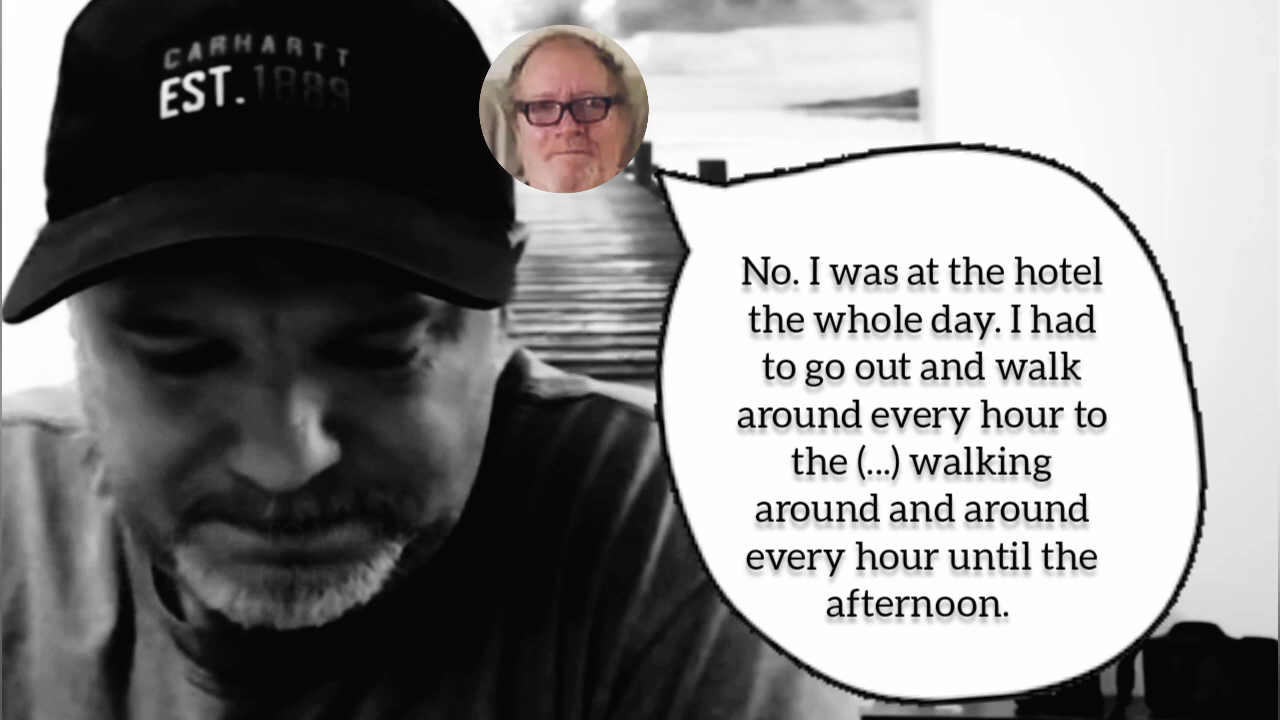 CARHARTT
EST. 1889
No. I was at the hotel
the whole day. I had
to go out and walk
around every hour to
the (...) walking
around and around
every hour until the
afternoon.